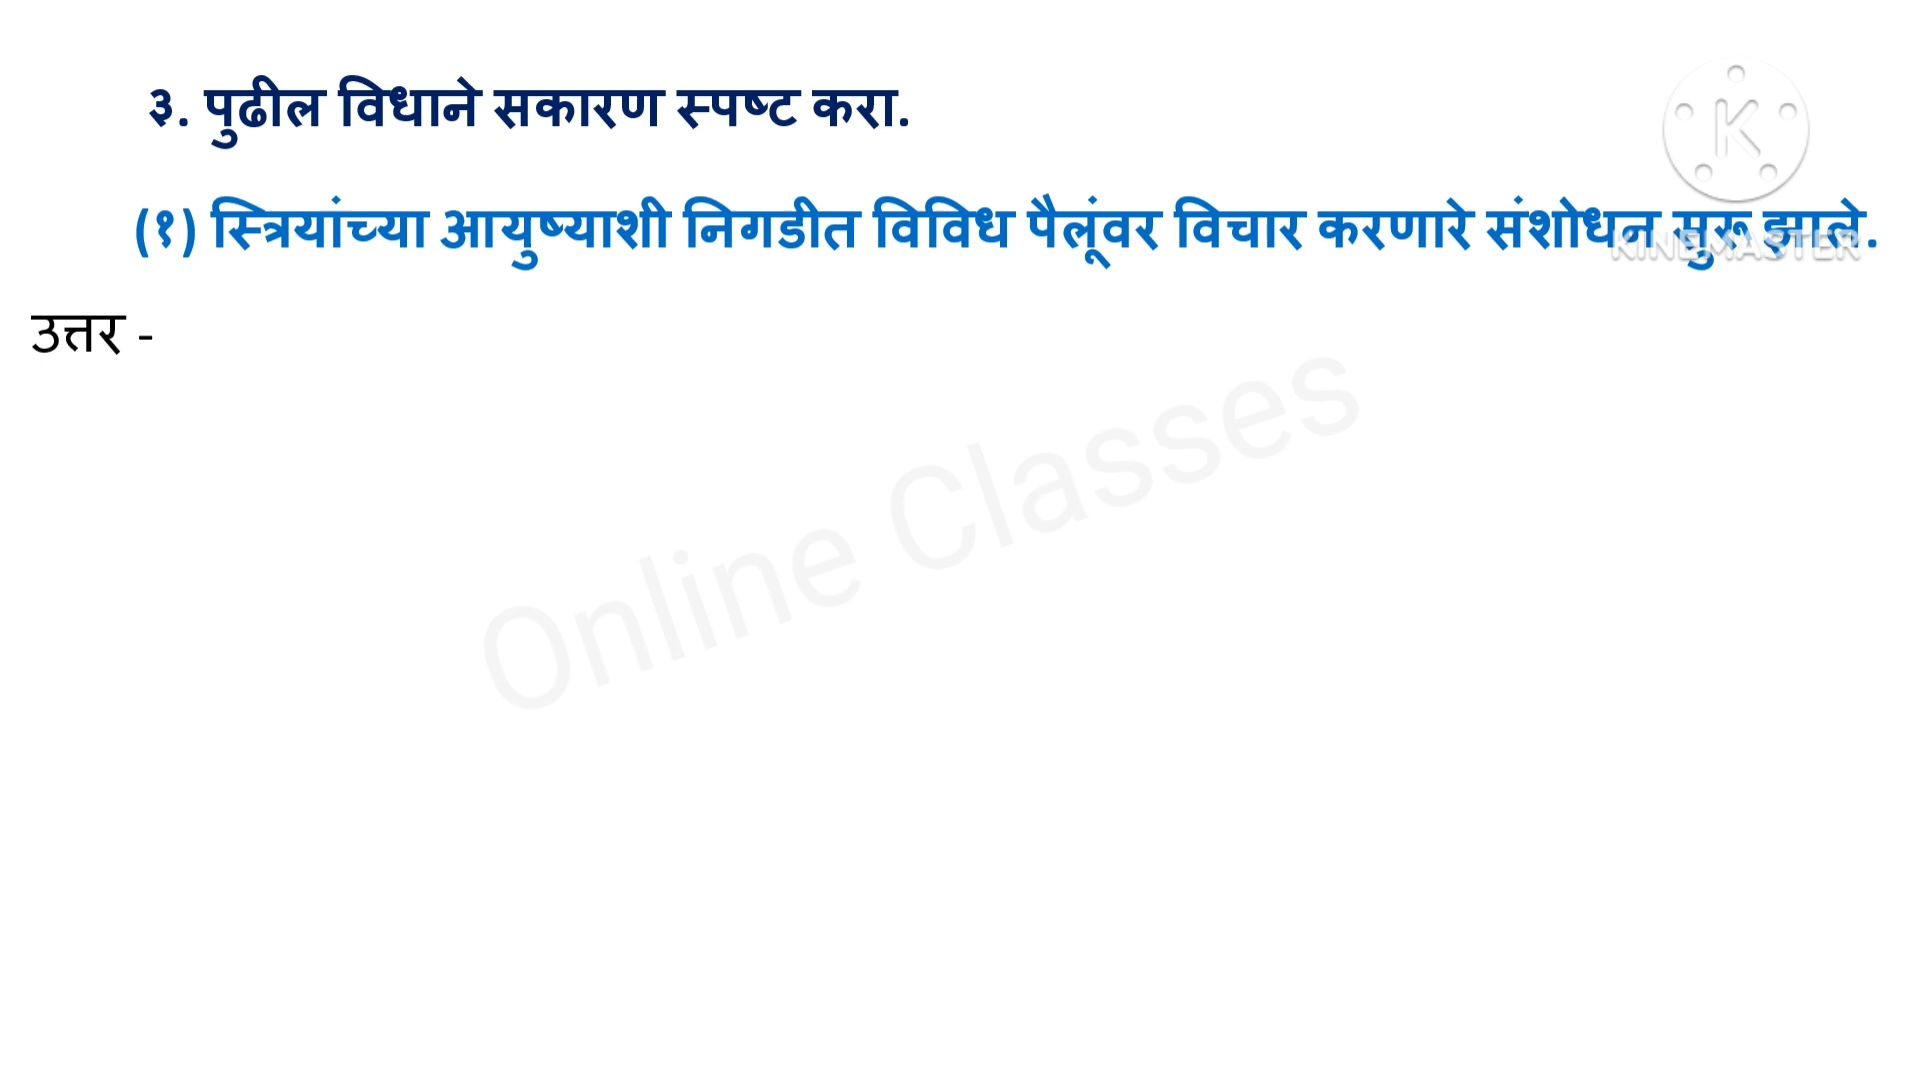 ३. पुढील विधाने सकारण स्पष्ट करा.
(१) स्त्रियांच्या आयुष्याशी निगडीत विविध पैलूंवर विचार करणारे संशोधन सुरू झाले.
K
KINEMASTER
उत्तर -
Online Classes